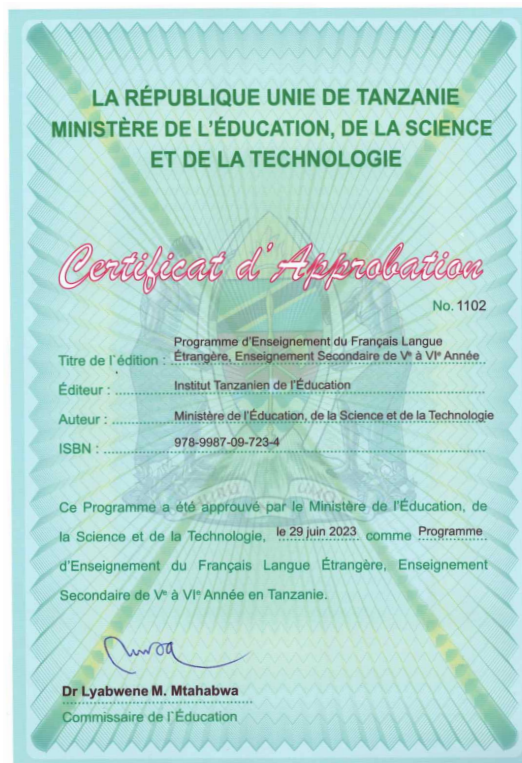 LA RÉPUBLIQUE UNIE DE TANZANIE
MINISTÈRE DE L'ÉDUCATION, DE LA SCIENCE
ET DE LA TECHNOLOGIE
Certificat d'Approbation
No. 1102
Programme d'Enseignement du Français Langue
Titre de l'édition : Étrangère, Enseignement Secondaire de Vᵉ à VIᵉ Année
Éditeur : Institut Tanzanien de l'Éducation
Auteur : Ministère de l'Éducation, de la Science et de la Technologie
ISBN : 978-9987-09-723-4
Ce Programme a été approuvé par le Ministère de l'Éducation, de
la Science et de la Technologie, le 29 juin 2023 comme Programme
d'Enseignement du Français Langue Étrangère, Enseignement
Secondaire de Vᵉ à VIᵉ Année en Tanzanie.
Dr Lyabwene M. Mtahabwa
Commissaire de l'Éducation